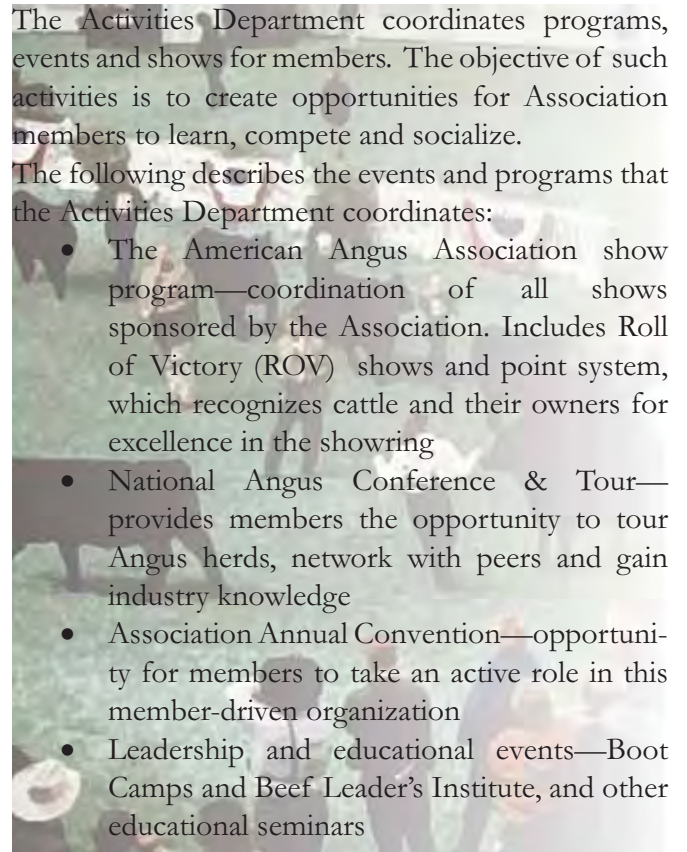 The Activities Department coordinates programs,
events and shows for members. The objective of such
activities is to create opportunities for Association
members to learn, compete and socialize.
The following describes the events and programs that
the Activities Department coordinates:
• The American Angus Association show
program—coordination of all shows
sponsored by the Association. Includes Roll
of Victory (ROV) shows and point system,
which recognizes cattle and their owners for
excellence in the showring
• National Angus Conference & Tour—
provides members the opportunity to tour
Angus herds, network with peers and gain
industry knowledge
• Association Annual Convention—opportuni-
ty for members to take an active role in this
member-driven organization
• Leadership and educational events—Boot
Camps and Beef Leader’s Institute, and other
educational seminars